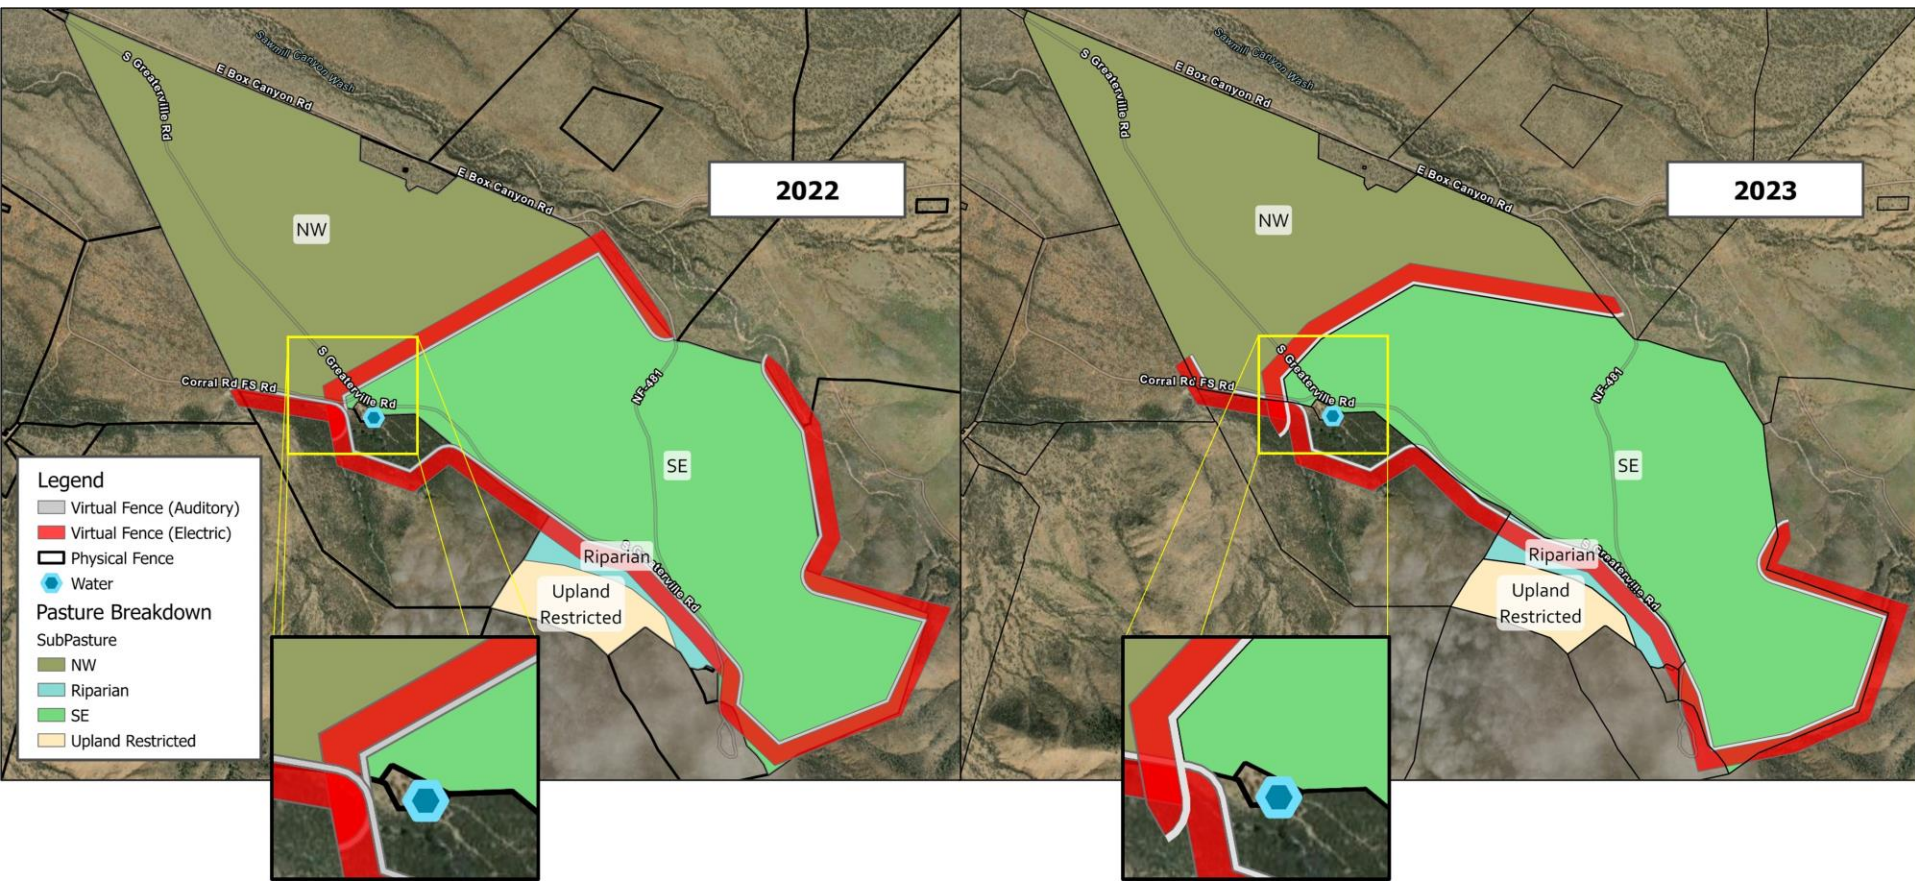 S Greaterville Rd
Sawmill Canyon Wash
E Box Canyon Rd
E Box Canyon Rd
2022
NW
S Greaterville Rd
Corral Rd FS Rd
NF-481
SE
Riparian
S Greaterville Rd
Upland
Restricted
Legend
Virtual Fence (Auditory)
Virtual Fence (Electric)
Physical Fence
Water
Pasture Breakdown
SubPasture
NW
Riparian
SE
Upland Restricted
S Greaterville Rd
Sawmill Canyon Wash
E Box Canyon Rd
E Box Canyon Rd
2023
NW
S Greaterville Rd
Corral Rd FS Rd
NF-481
SE
Riparian
S Greaterville Rd
Upland
Restricted